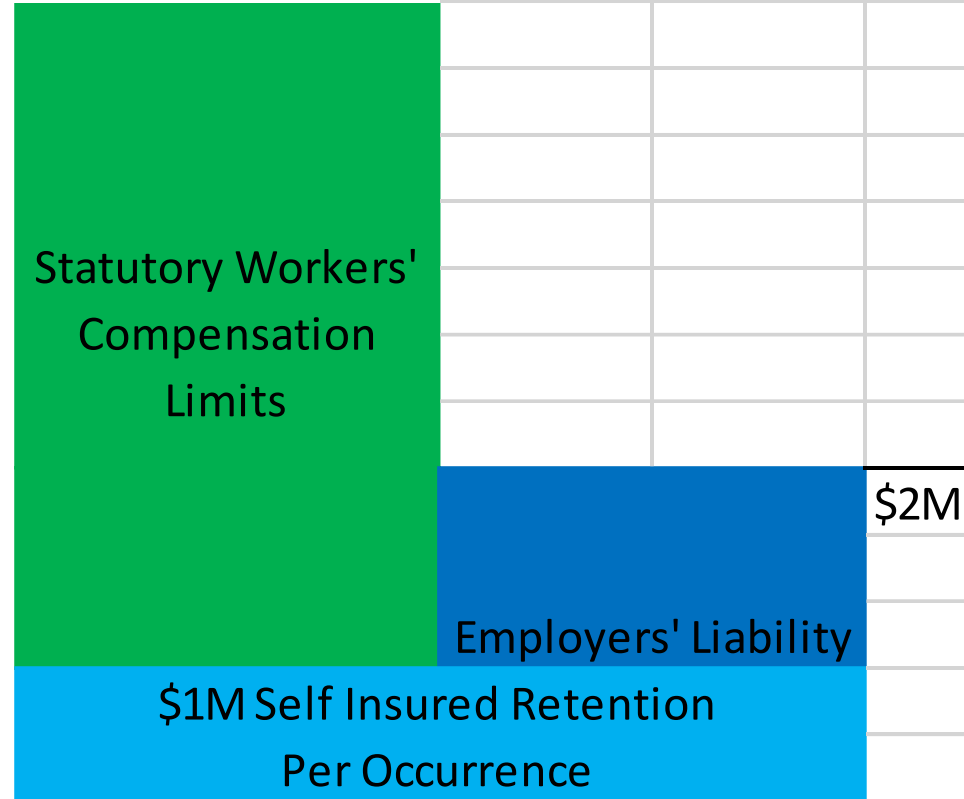 Statutory Workers'
Compensation
Limits
$2M
Employers' Liability
$1M Self Insured Retention
Per Occurrence